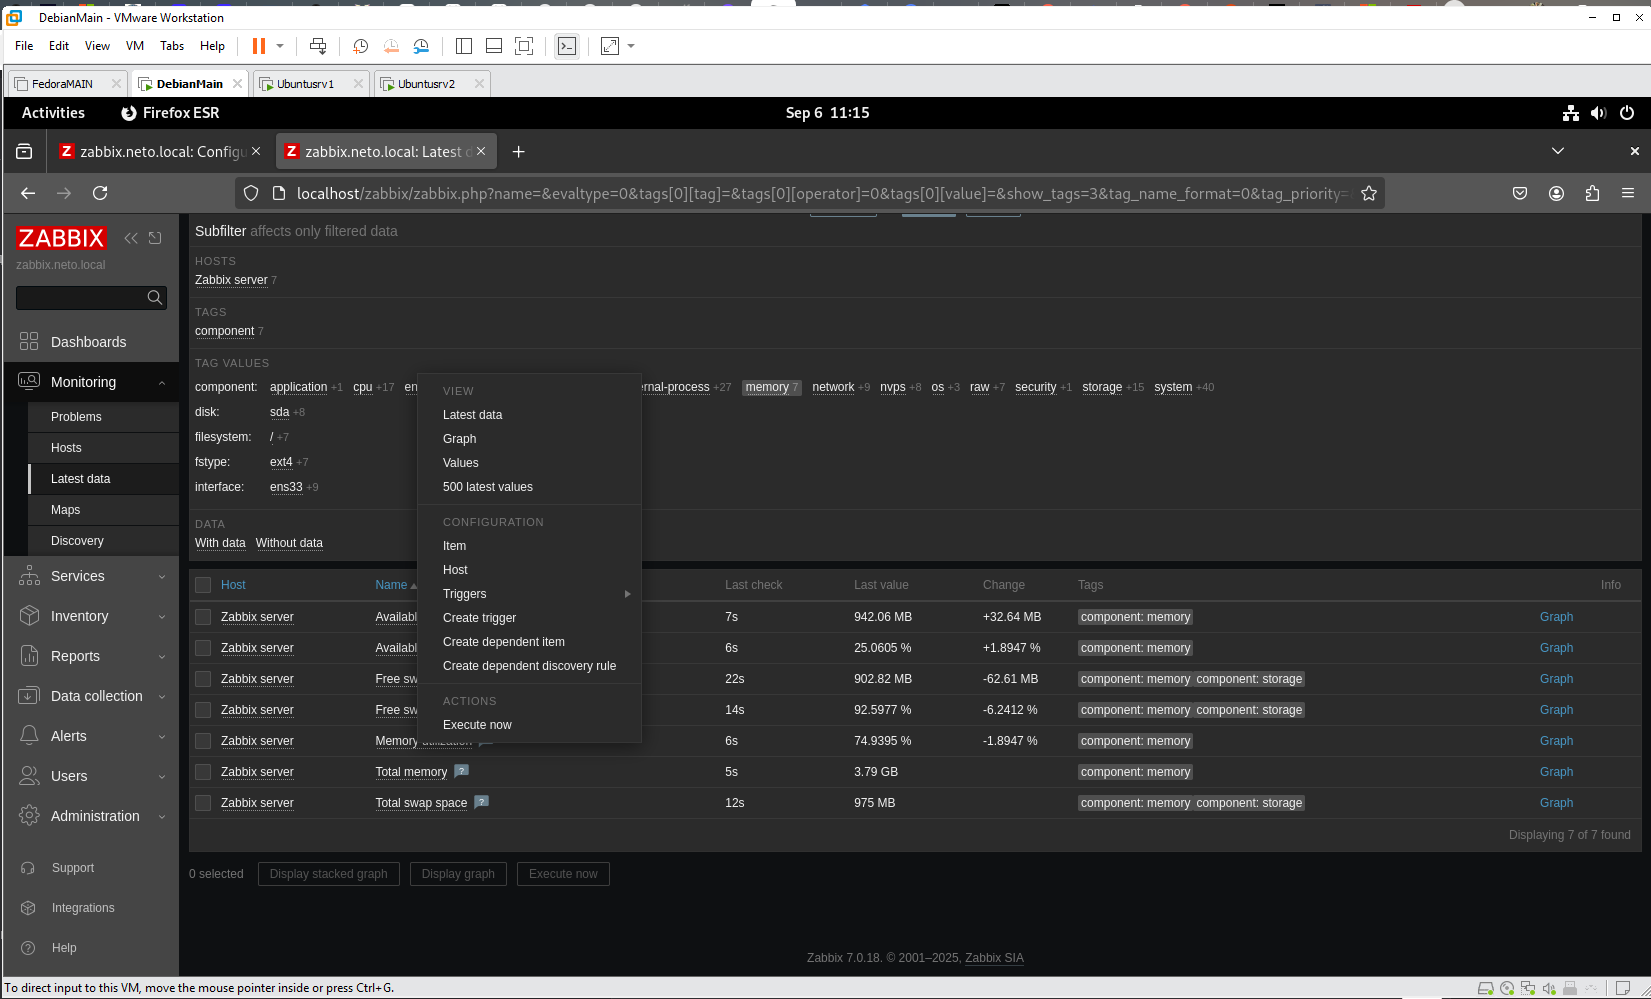 DebianMain - VMware Workstation
File Edit View VM Tabs Help
FedoraMAIN DebianMain Ubuntusrv1 Ubuntusrv2
Activities Firefox ESR Sep 6 11:15
zabbix.neto.local: Configu zabbix.neto.local: Latest d
localhost/zabbix/zabbix.php?name=&evaltype=0&tags[0][tag]=&tags[0][operator]=0&tags[0][value]=&show_tags=3&tag_name_format=0&tag_priority=
ZABBIX
zabbix.neto.local
Dashboards
Monitoring
Problems
Hosts
Latest data
Maps
Discovery
Services
Inventory
Reports
Data collection
Alerts
Users
Administration
Support
Integrations
Help
Subfilter affects only filtered data
HOSTS
Zabbix server 7
TAGS
component 7
TAG VALUES
component: application +1 cpu +17 en ernal-process +27 memory 7 network +9 nvps +8 os +3 raw +7 security +1 storage +15 system +40
disk: sda +8
filesystem: / +7
fstype: ext4 +7
interface: ens33 +9
DATA
With data Without data
VIEW
Latest data
Graph
Values
500 latest values
CONFIGURATION
Item
Host
Triggers
Create trigger
Create dependent item
Create dependent discovery rule
ACTIONS
Execute now
Host Name Last check Last value Change Tags Info
Zabbix server Availabl 7s 942.06 MB +32.64 MB component: memory Graph
Zabbix server Availabl 6s 25.0605 % +1.8947 % component: memory Graph
Zabbix server Free sw 22s 902.82 MB -62.61 MB component: memory component: storage Graph
Zabbix server Free sw 14s 92.5977 % -6.2412 % component: memory component: storage Graph
Zabbix server Memory utilization 6s 74.9395 % -1.8947 % component: memory Graph
Zabbix server Total memory ? 5s 3.79 GB component: memory Graph
Zabbix server Total swap space ? 12s 975 MB component: memory component: storage Graph
Displaying 7 of 7 found
0 selected Display stacked graph Display graph Execute now
Zabbix 7.0.18. © 2001–2025, Zabbix SIA
To direct input to this VM, move the mouse pointer inside or press Ctrl+G.